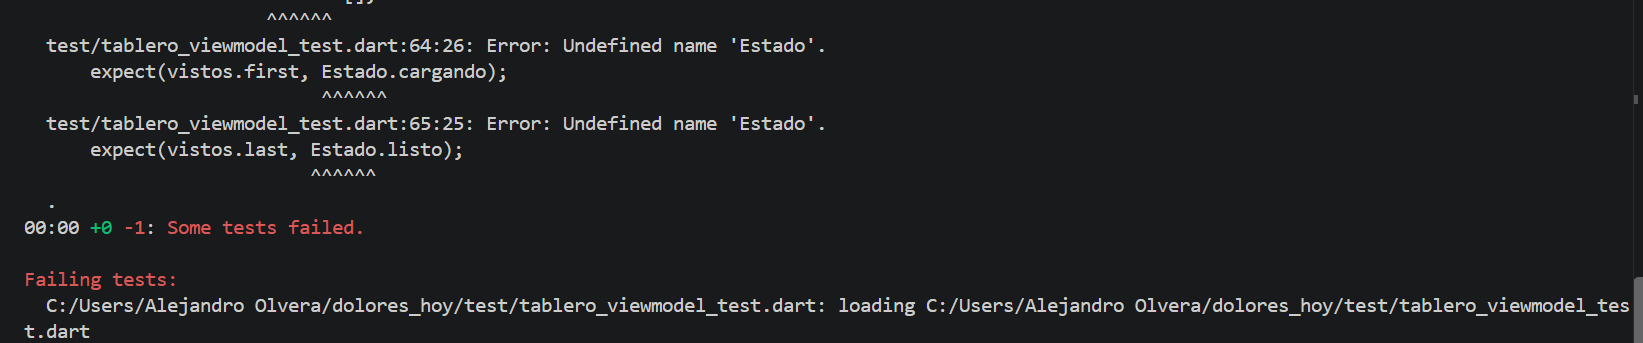 ^^^^^^
test/tablero_viewmodel_test.dart:64:26: Error: Undefined name 'Estado'.
expect(vistos.first, Estado.cargando);
^^^^^^
test/tablero_viewmodel_test.dart:65:25: Error: Undefined name 'Estado'.
expect(vistos.last, Estado.listo);
^^^^^^
.
00:00 +0 -1: Some tests failed.
Failing tests:
C:/Users/Alejandro Olvera/dolores_hoy/test/tablero_viewmodel_test.dart: loading C:/Users/Alejandro Olvera/dolores_hoy/test/tablero_viewmodel_tes
t.dart